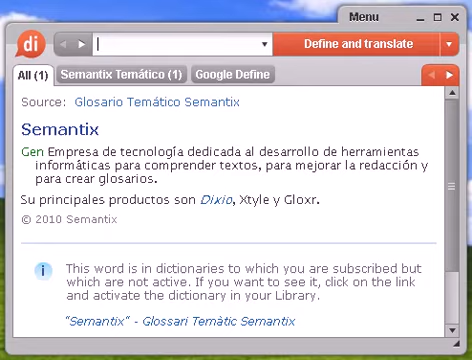 Menu
di
Define and translate
All (1)
Semantix Temático (1)
Google Define
Source: Glosario Temático Semantix
Semantix
Gen Empresa de tecnología dedicada al desarrollo de herramientas
informáticas para comprender textos, para mejorar la redacción y
para crear glosarios.
Su principales productos son Dixio, Xtyle y Gloxr.
© 2010 Semantix
i
This word is in dictionaries to which you are subscribed but
which are not active. If you want to see it, click on the link
and activate the dictionary in your Library.
"Semantix" - Glossari Temàtic Semantix